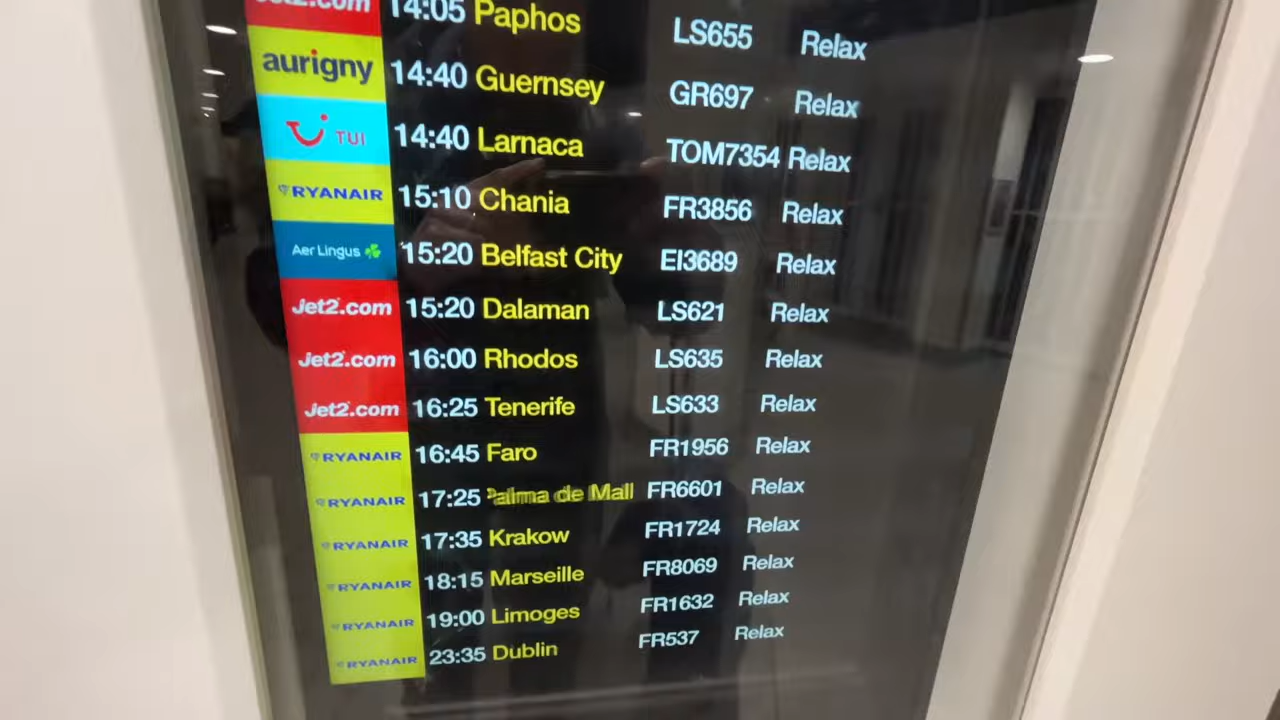 Jet2.com 14:05 Paphos LS655 Relax
aurigny 14:40 Guernsey GR697 Relax
TUI 14:40 Larnaca TOM7354 Relax
RYANAIR 15:10 Chania FR3856 Relax
Aer Lingus 15:20 Belfast City EI3689 Relax
Jet2.com 15:20 Dalaman LS621 Relax
Jet2.com 16:00 Rhodos LS635 Relax
Jet2.com 16:25 Tenerife LS633 Relax
RYANAIR 16:45 Faro FR1956 Relax
RYANAIR 17:25 Palma de Mall FR6601 Relax
RYANAIR 17:35 Krakow FR1724 Relax
RYANAIR 18:15 Marseille FR8069 Relax
RYANAIR 19:00 Limoges FR1632 Relax
RYANAIR 23:35 Dublin FR537 Relax